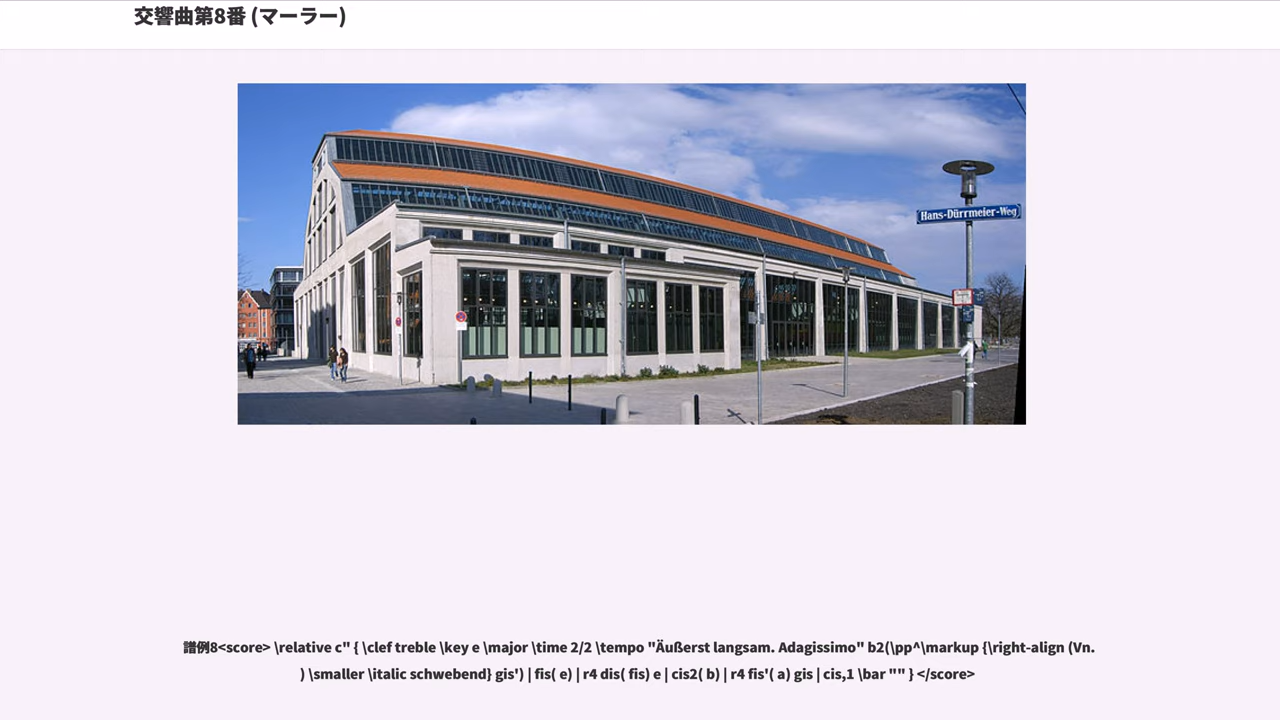 交響曲第8番 (マーラー)
Hans-Dürrmeier-Weg
譜例8<score> \relative c'' { \clef treble \key e \major \time 2/2 \tempo "Äußerst langsam. Adagissimo" b2(\pp^\markup {\right-align (Vn.
) \smaller \italic schwebend} gis') | fis( e) | r4 dis( fis) e | cis2( b) | r4 fis'( a) gis | cis,1 \bar "" } </score>